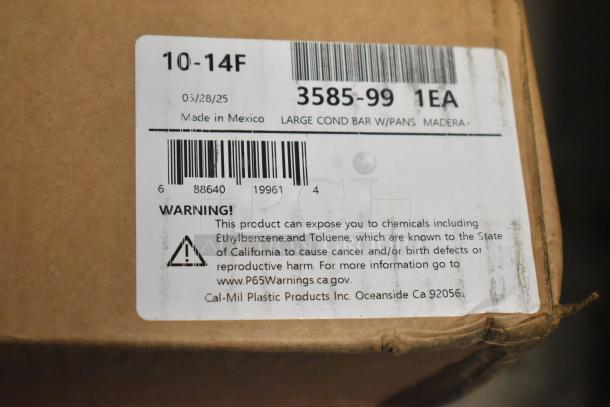 10-14F
05/28/25
3585-99 1EA
Made in Mexico LARGE COND BAR W/PANS MADERA-
6 88640 19961 4
WARNING!
This product can expose you to chemicals including
Ethylbenzene,and Toluene, which are known to the State
of California to cause cancer and/or birth defects or
reproductive harm. For more information go to
www.P65Warnings.ca.gov.
Cal-Mil Plastic Products Inc. Oceanside Ca 92056.
PCI